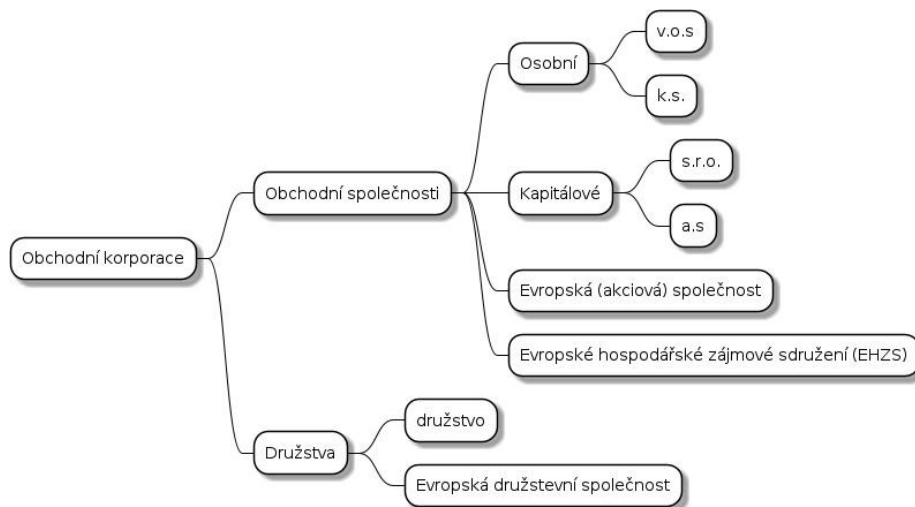 Obchodní korporace
Obchodní společnosti
Osobní
v.o.s
k.s.
Kapitálové
s.r.o.
a.s
Evropská (akciová) společnost
Evropské hospodářské zájmové sdružení (EHZS)
Družstva
družstvo
Evropská družstevní společnost